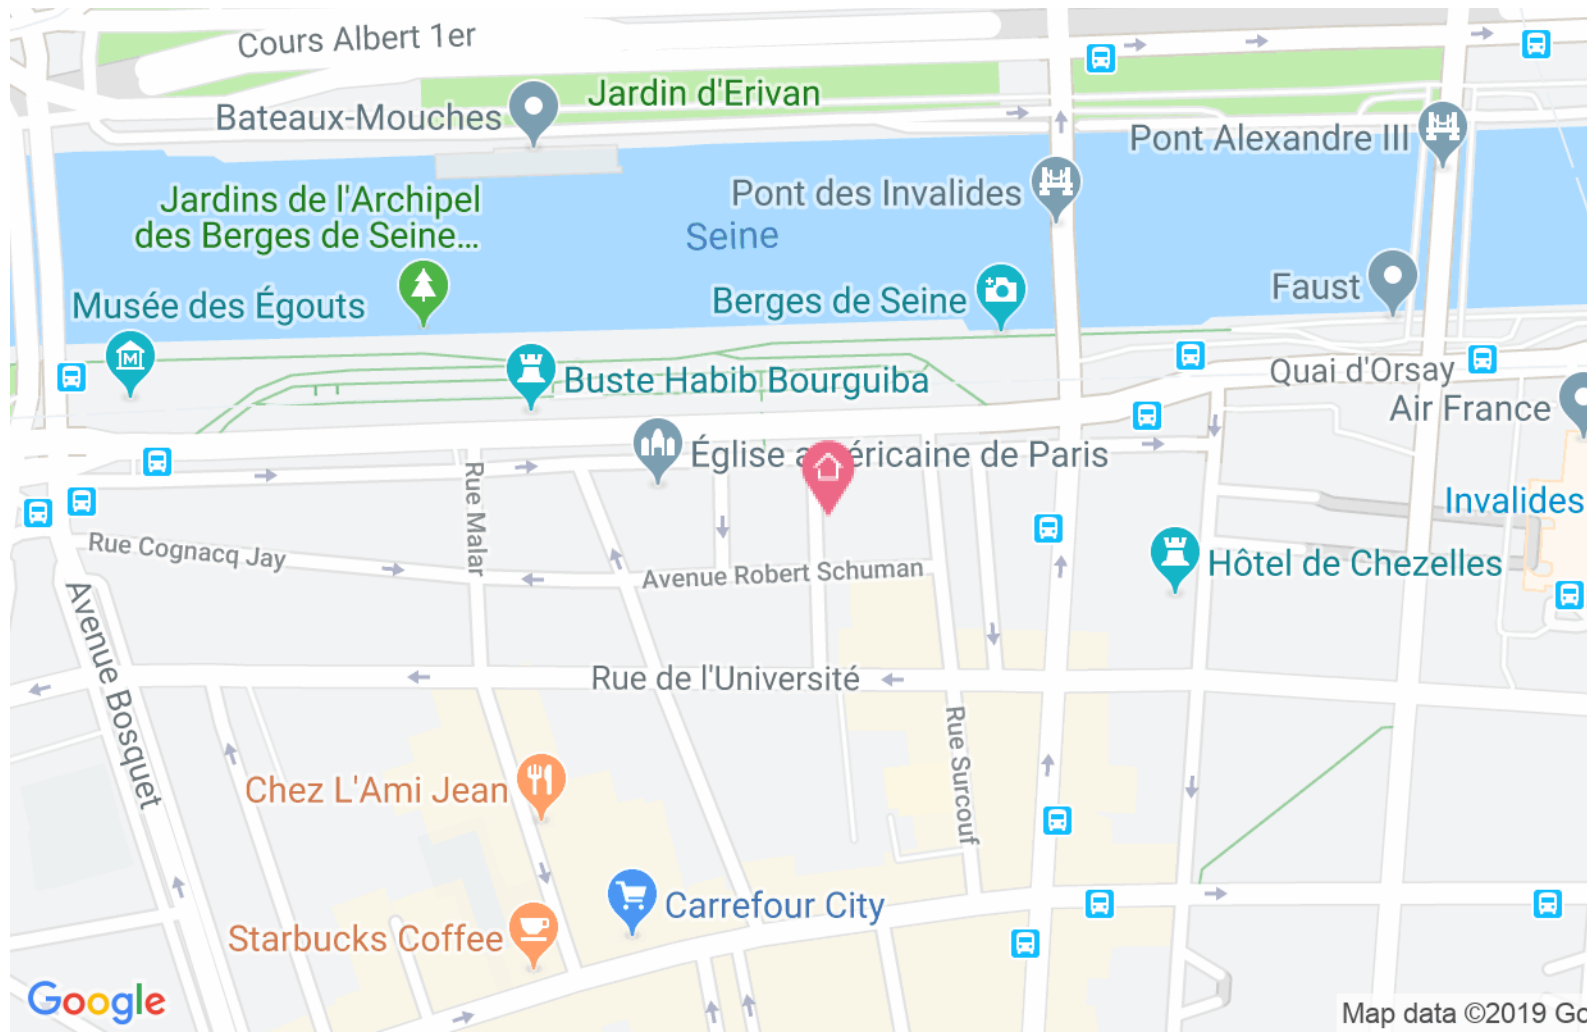 Cours Albert 1er
Jardin d'Erivan
Bateaux-Mouches
Pont Alexandre III
Jardins de l'Archipel
des Berges de Seine...
Pont des Invalides
Seine
Musée des Égouts
Berges de Seine
Faust
Buste Habib Bourguiba
Quai d'Orsay
Air France
Église américaine de Paris
Rue Malar
Invalides
Rue Cognacq Jay
Avenue Robert Schuman
Hôtel de Chezelles
Avenue Bosquet
Rue de l'Université
Rue Surcouf
Chez L'Ami Jean
Carrefour City
Starbucks Coffee
Google
Map data ©2019 Go